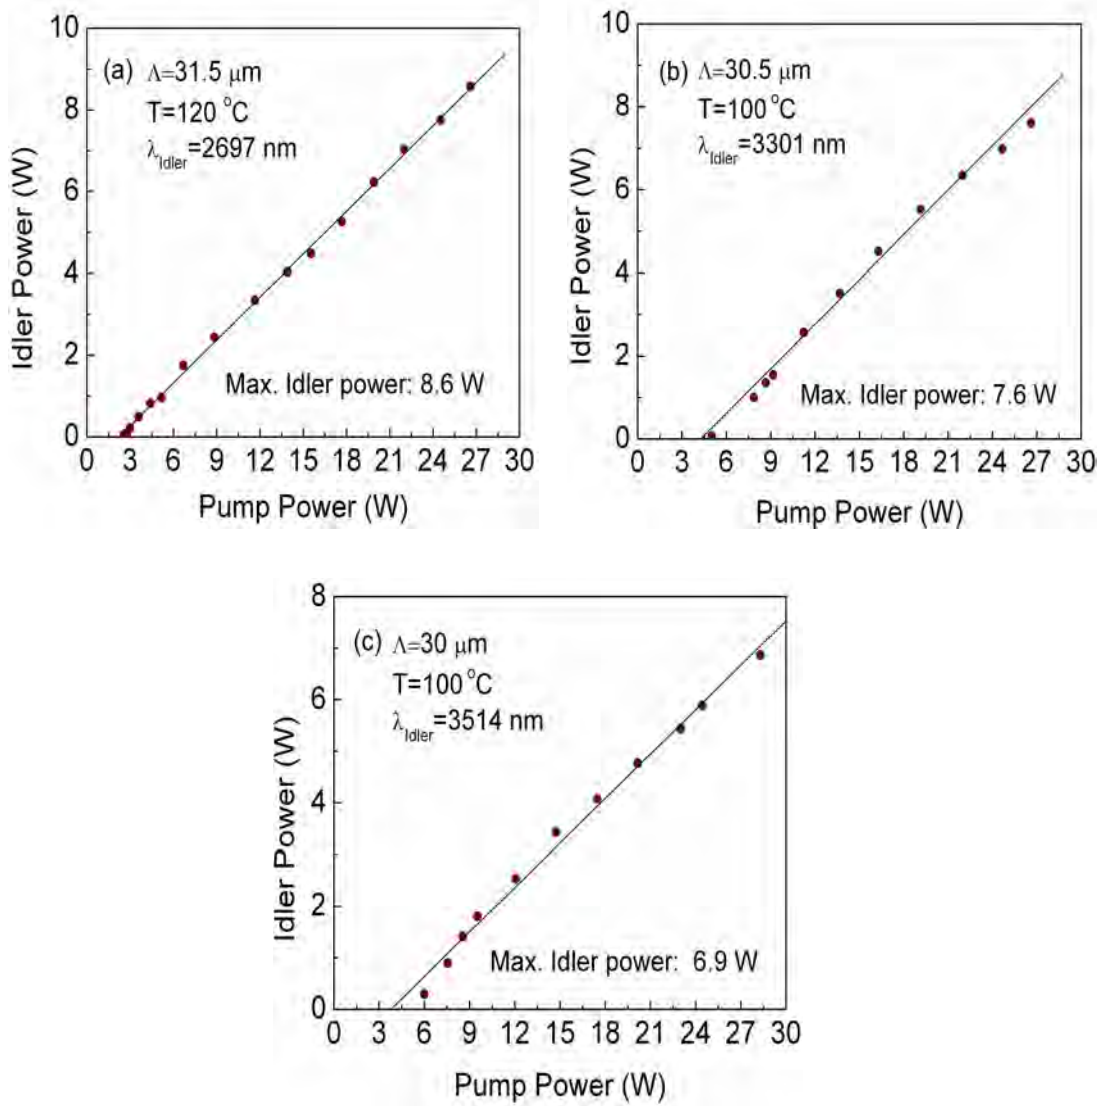 10
8
6
4
2
0
Idler Power (W)
(a) Λ=31.5 μm
T=120 °C
λIdler=2697 nm
Max. Idler power: 8.6 W
0 3 6 9 12 15 18 21 24 27 30
Pump Power (W)
10
8
6
4
2
0
Idler Power (W)
(b) Λ=30.5 μm
T=100 °C
λIdler=3301 nm
Max. Idler power: 7.6 W
0 3 6 9 12 15 18 21 24 27 30
Pump Power (W)
8
6
4
2
0
Idler Power (W)
(c) Λ=30 μm
T=100 °C
λIdler=3514 nm
Max. Idler power: 6.9 W
0 3 6 9 12 15 18 21 24 27 30
Pump Power (W)